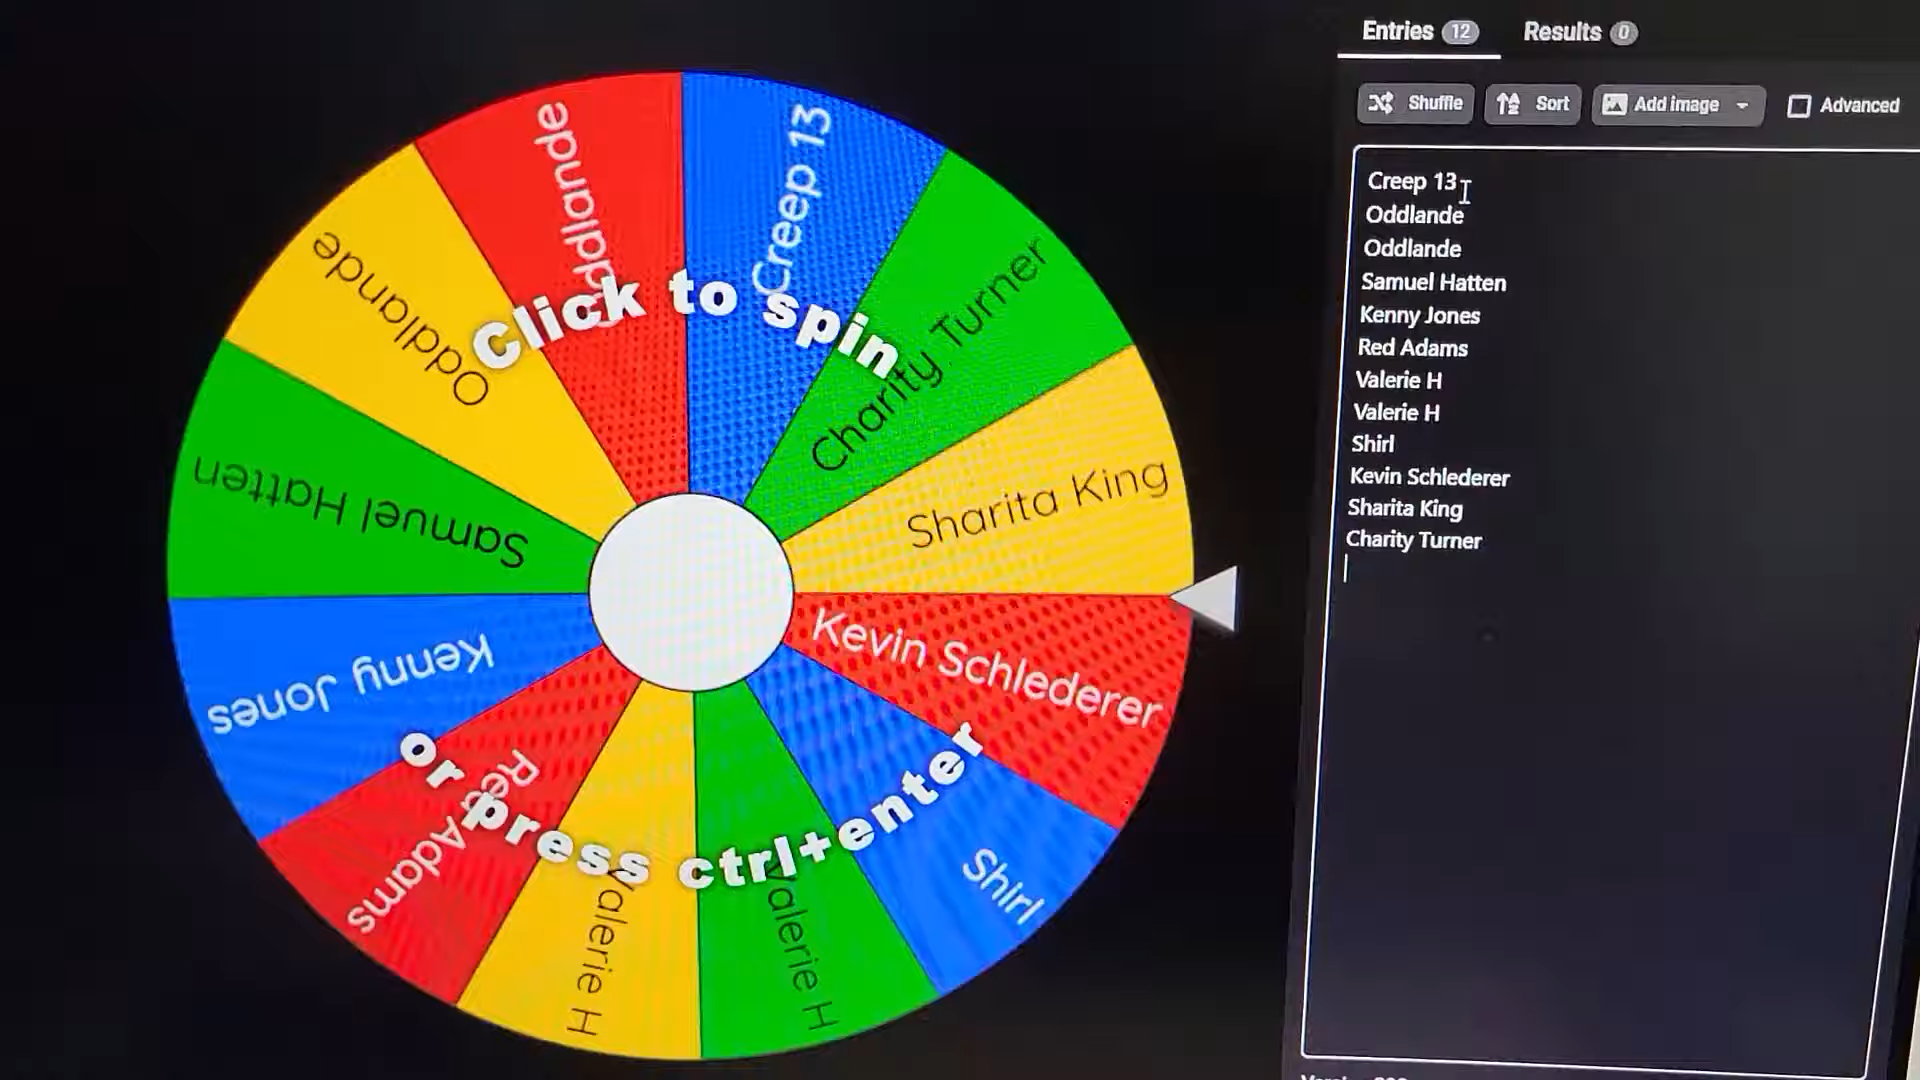 Entries 12 Results 0
Shuffle Sort Add image Advanced
Creep 13
Oddlande
Oddlande
Samuel Hatten
Kenny Jones
Red Adams
Valerie H
Valerie H
Shirl
Kevin Schlederer
Sharita King
Charity Turner
Click to spin
or press ctrl+enter
Creep 13
Charity Turner
Sharita King
Kevin Schlederer
Shirl
Valerie H
Valerie H
Red Adams
Kenny Jones
Samuel Hatten
Oddlande
Oddlande